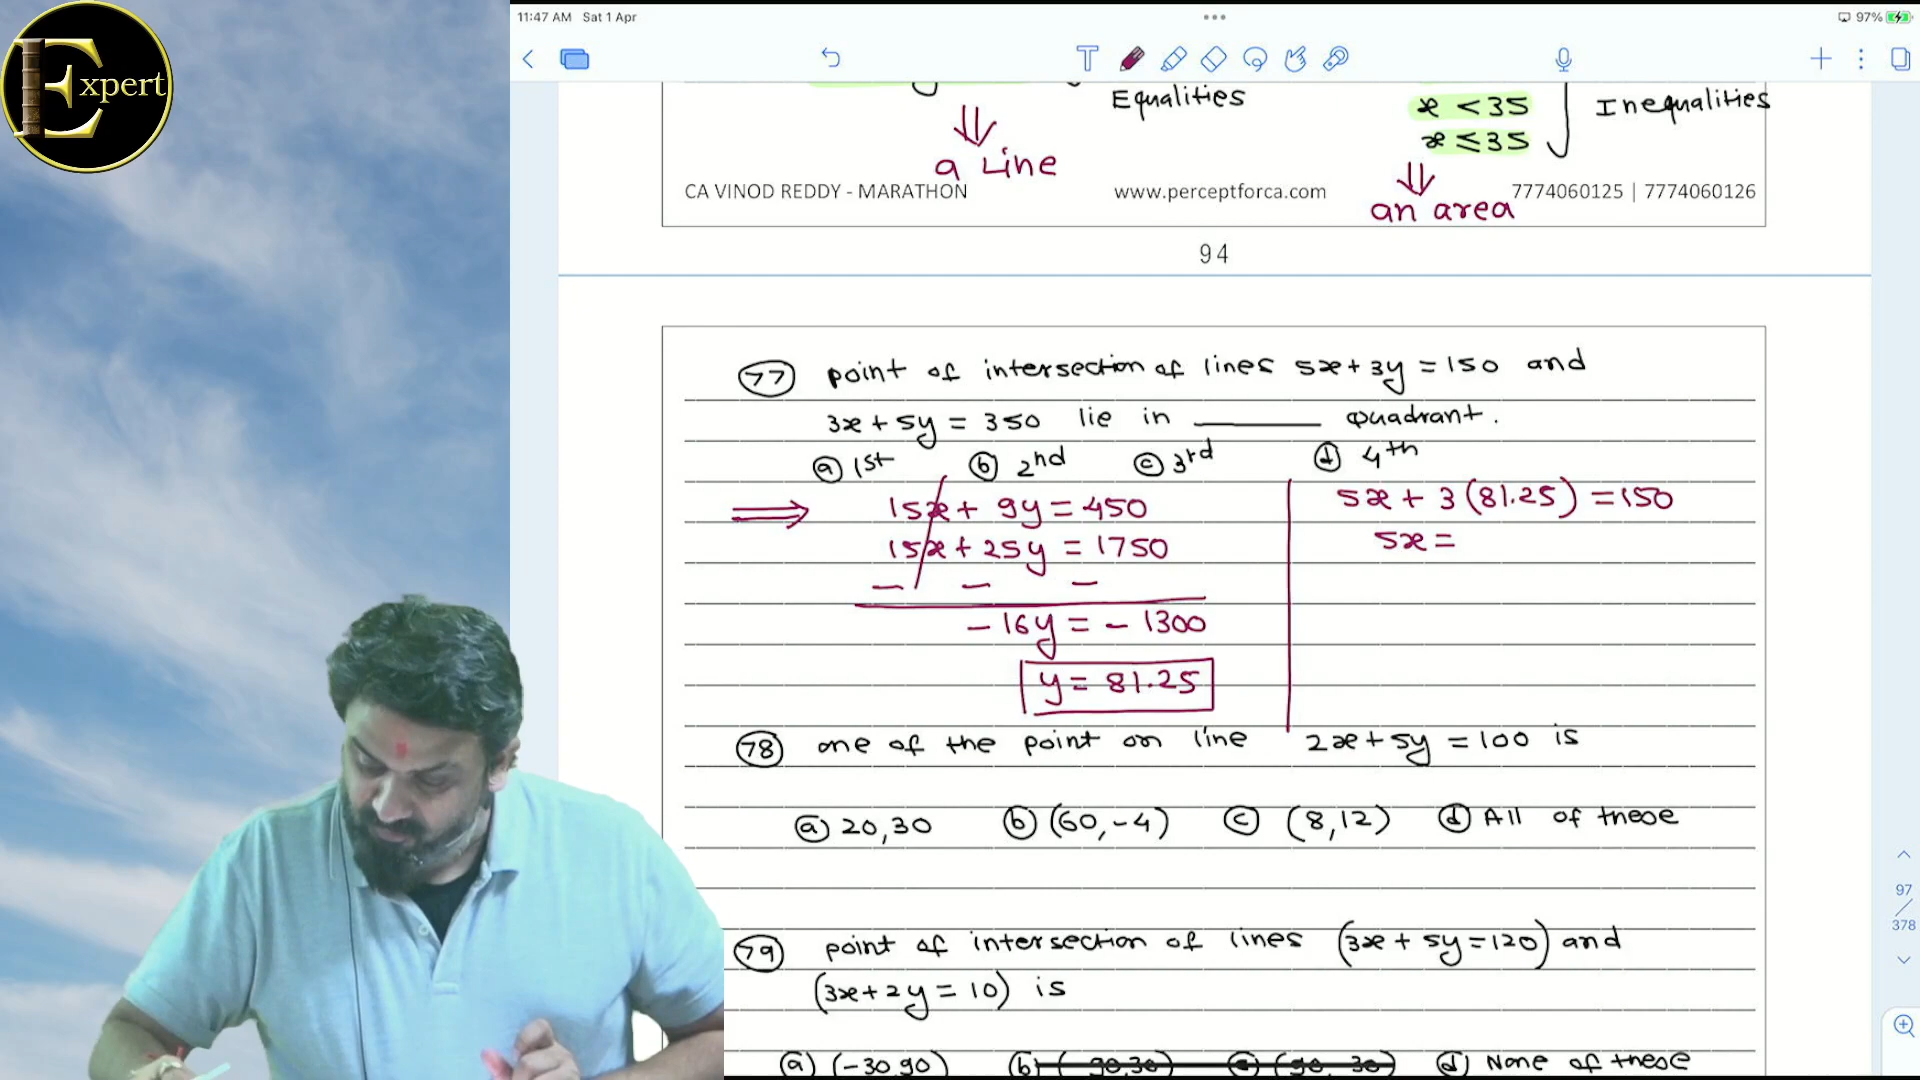 Expert
11:47 AM Sat 1 Apr
97%
Equalities
x < 35
x ≤ 35
Inequalities
a Line
an area
CA VINOD REDDY - MARATHON www.perceptforca.com 7774060125 | 7774060126
94
77 point of intersection of lines 5x + 3y = 150 and
3x + 5y = 350 lie in ______ quadrant.
a 1st b 2nd c 3rd d 4th
15x + 9y = 450
15x + 25y = 1750
— — —
- 16y = - 1300
y = 81.25
5x + 3 (81.25) = 150
5x =
78 one of the point on line 2x + 5y = 100 is
a 20,30 b (60,-4) c (8,12) d All of these
79 point of intersection of lines (3x + 5y = 120) and
(3x + 2y = 10) is
a (-30,90) b (-90,30) c (90,30) d None of these
97
378